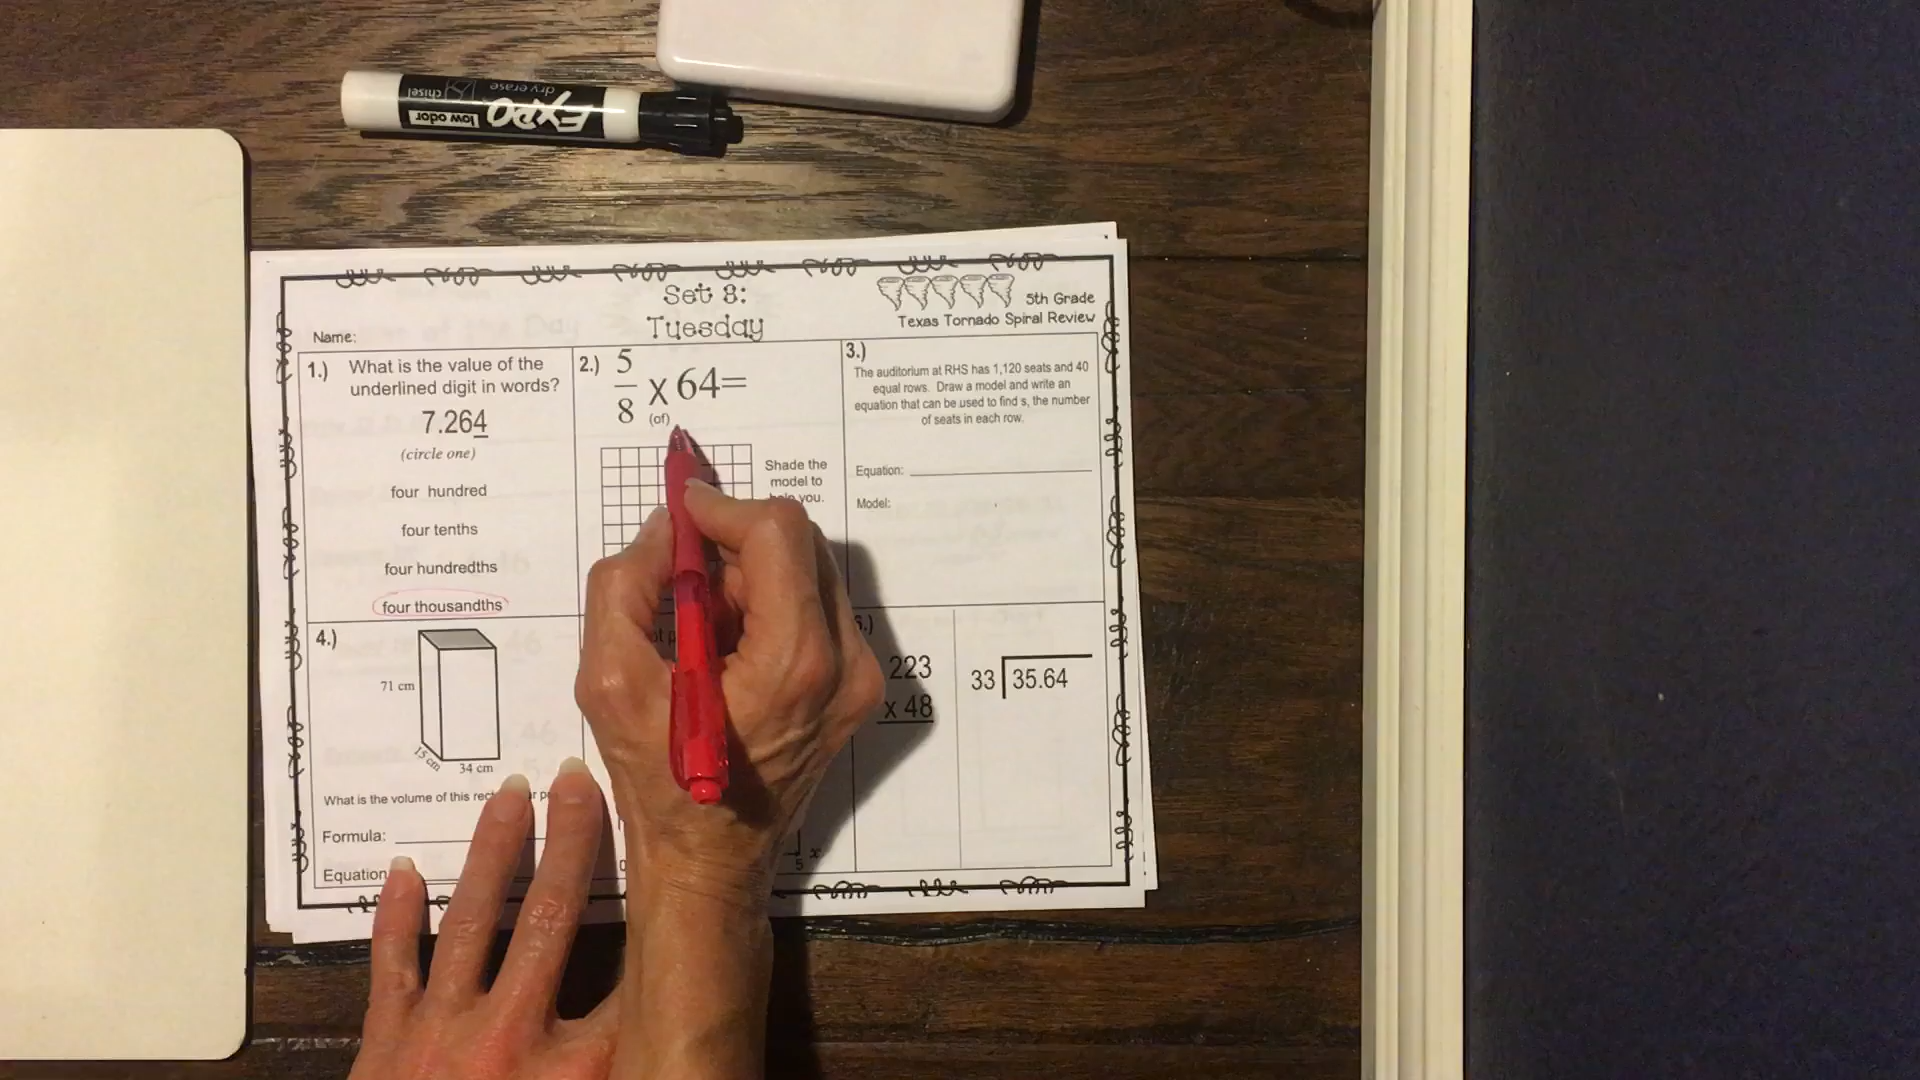 chisel
dry erase
low odor
EXPO
Set 8:
Tuesday
5th Grade
Texas Tornado Spiral Review
Name:
1.) What is the value of the
underlined digit in words?
7.264
(circle one)
four hundred
four tenths
four hundredths
four thousandths
2.) 5/8 x 64=
(of)
Shade the
model to
you.
3.)
The auditorium at RHS has 1,120 seats and 40
equal rows. Draw a model and write an
equation that can be used to find s, the number
of seats in each row.
Equation:
Model:
4.)
71 cm
15 cm
34 cm
What is the volume of this
Formula:
Equation
5 x
223
x 48
33 35.64